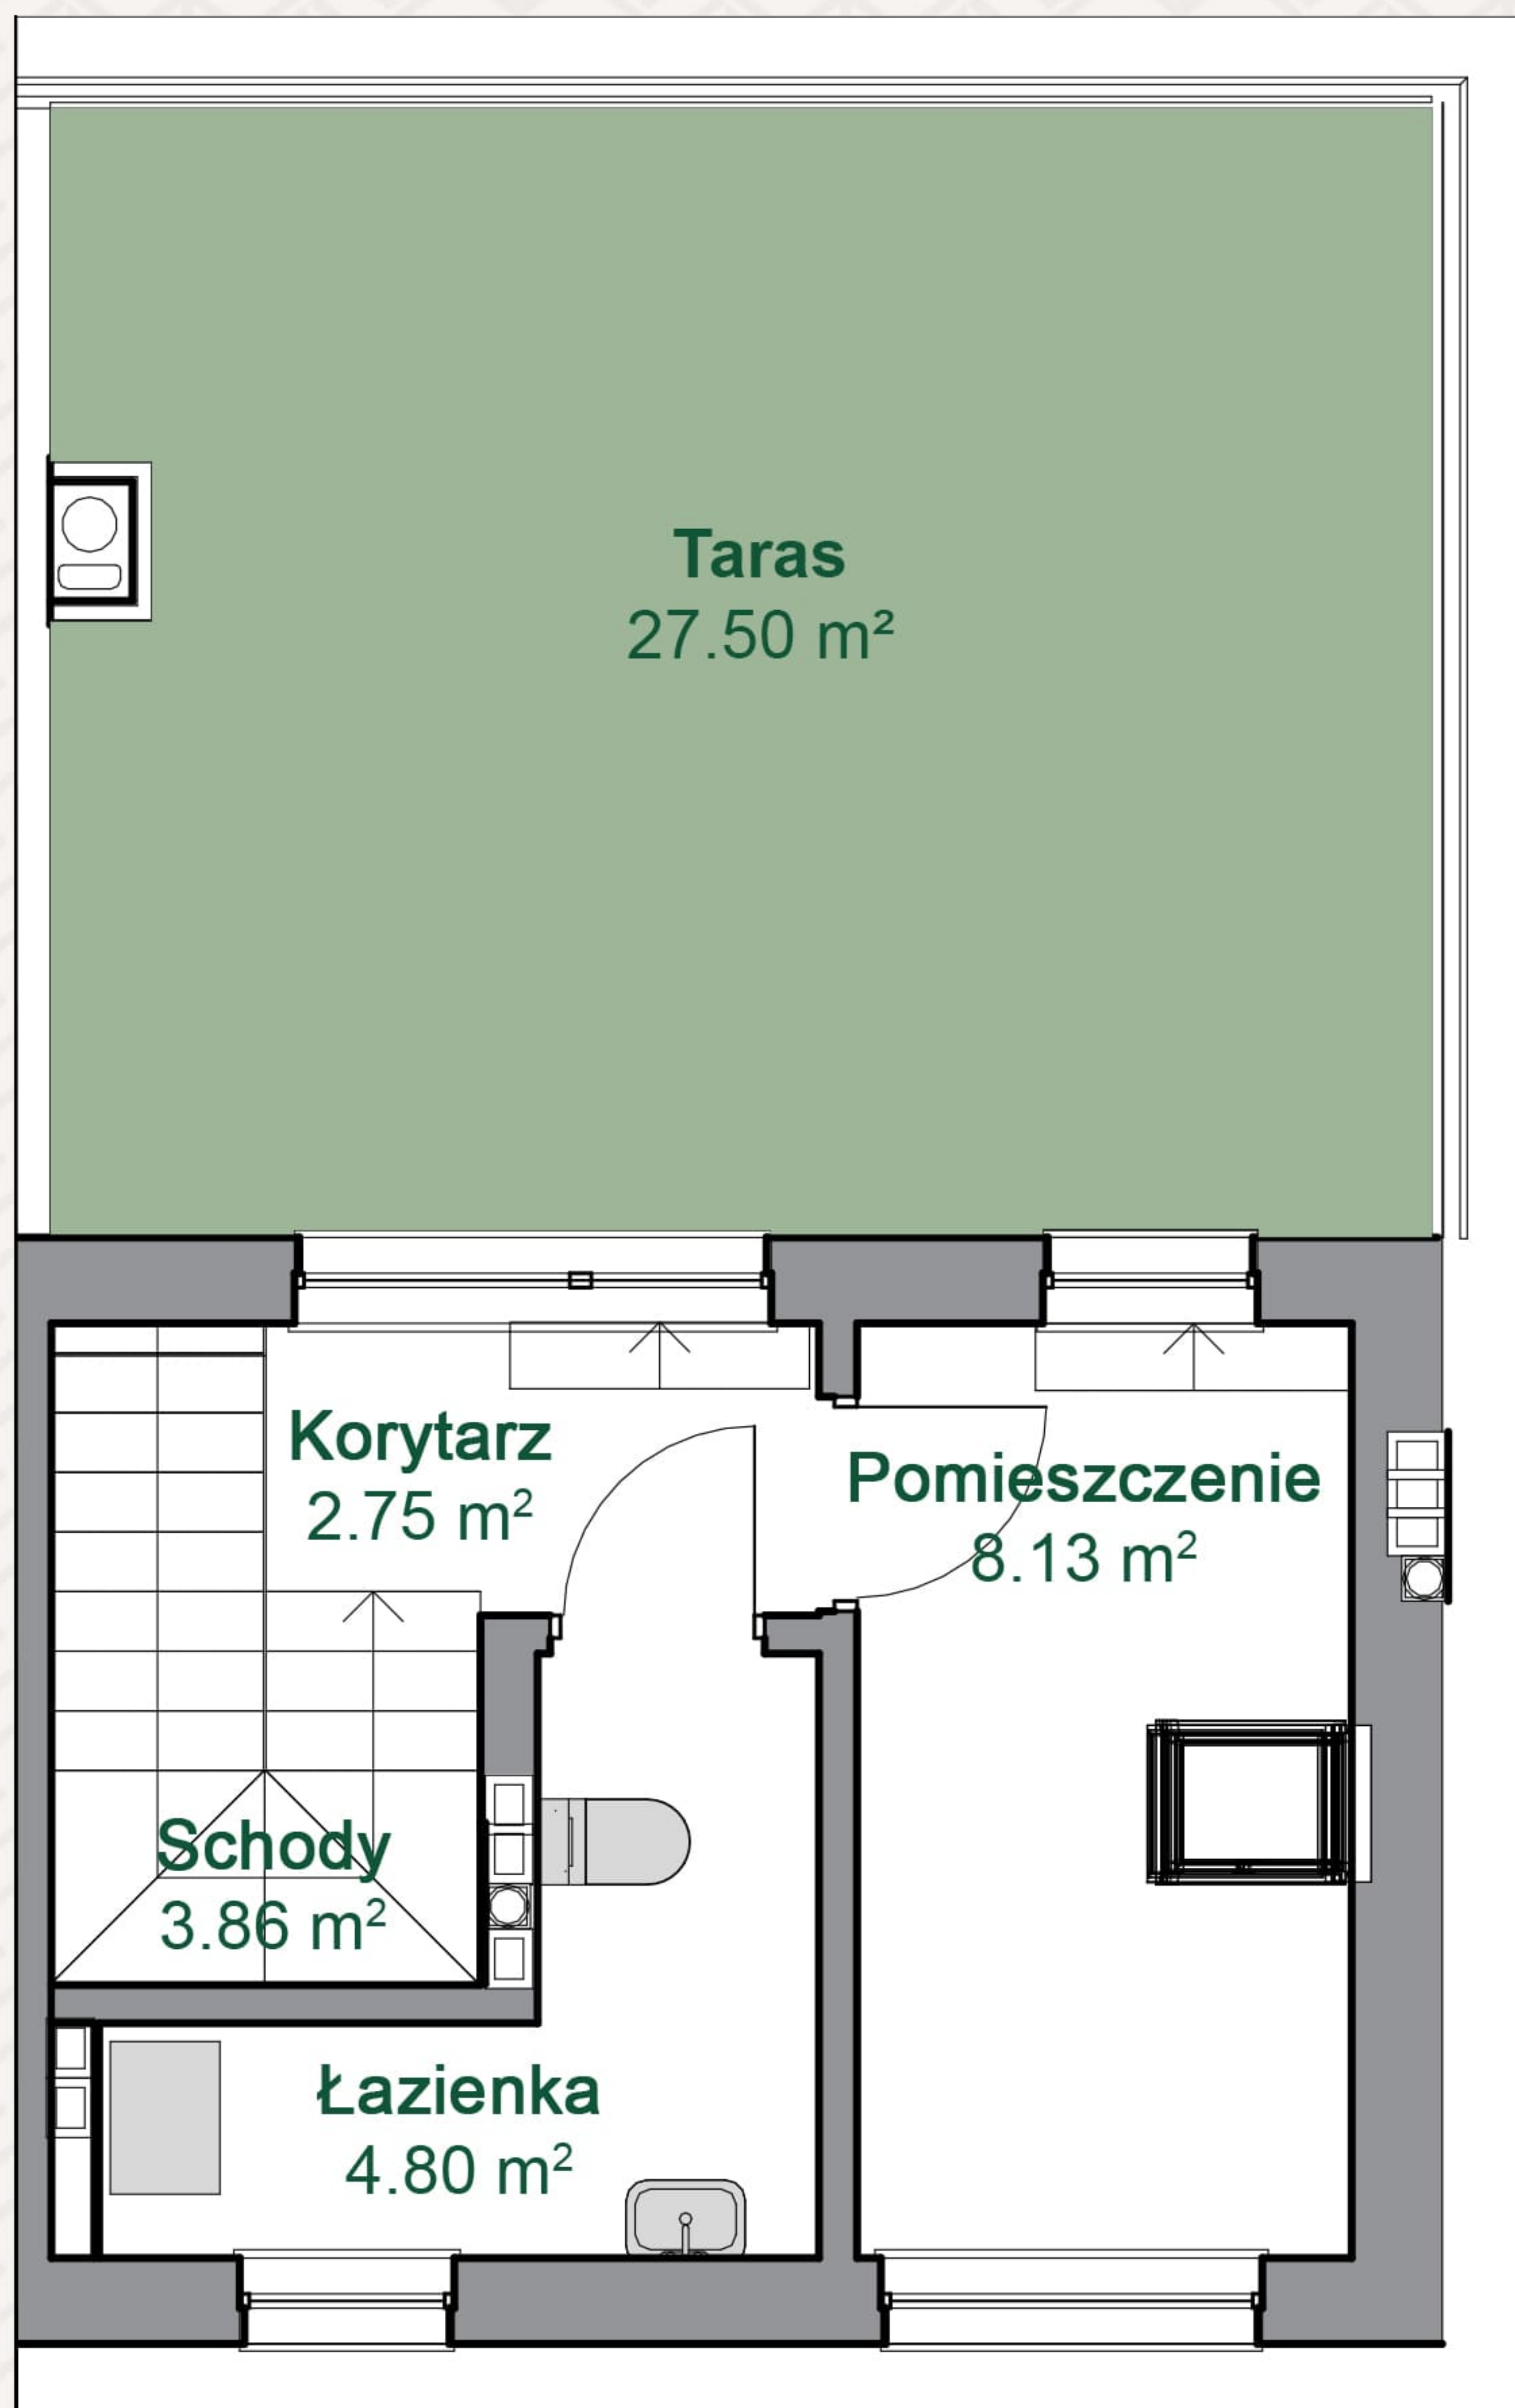 Taras
27.50 m²
Korytarz
2.75 m²
Pomieszczenie
8.13 m²
Schody
3.86 m²
Łazienka
4.80 m²